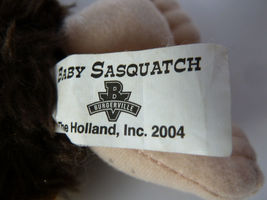 BABY SASQUATCH
B
BURGERVILLE
V
The Holland, Inc. 2004